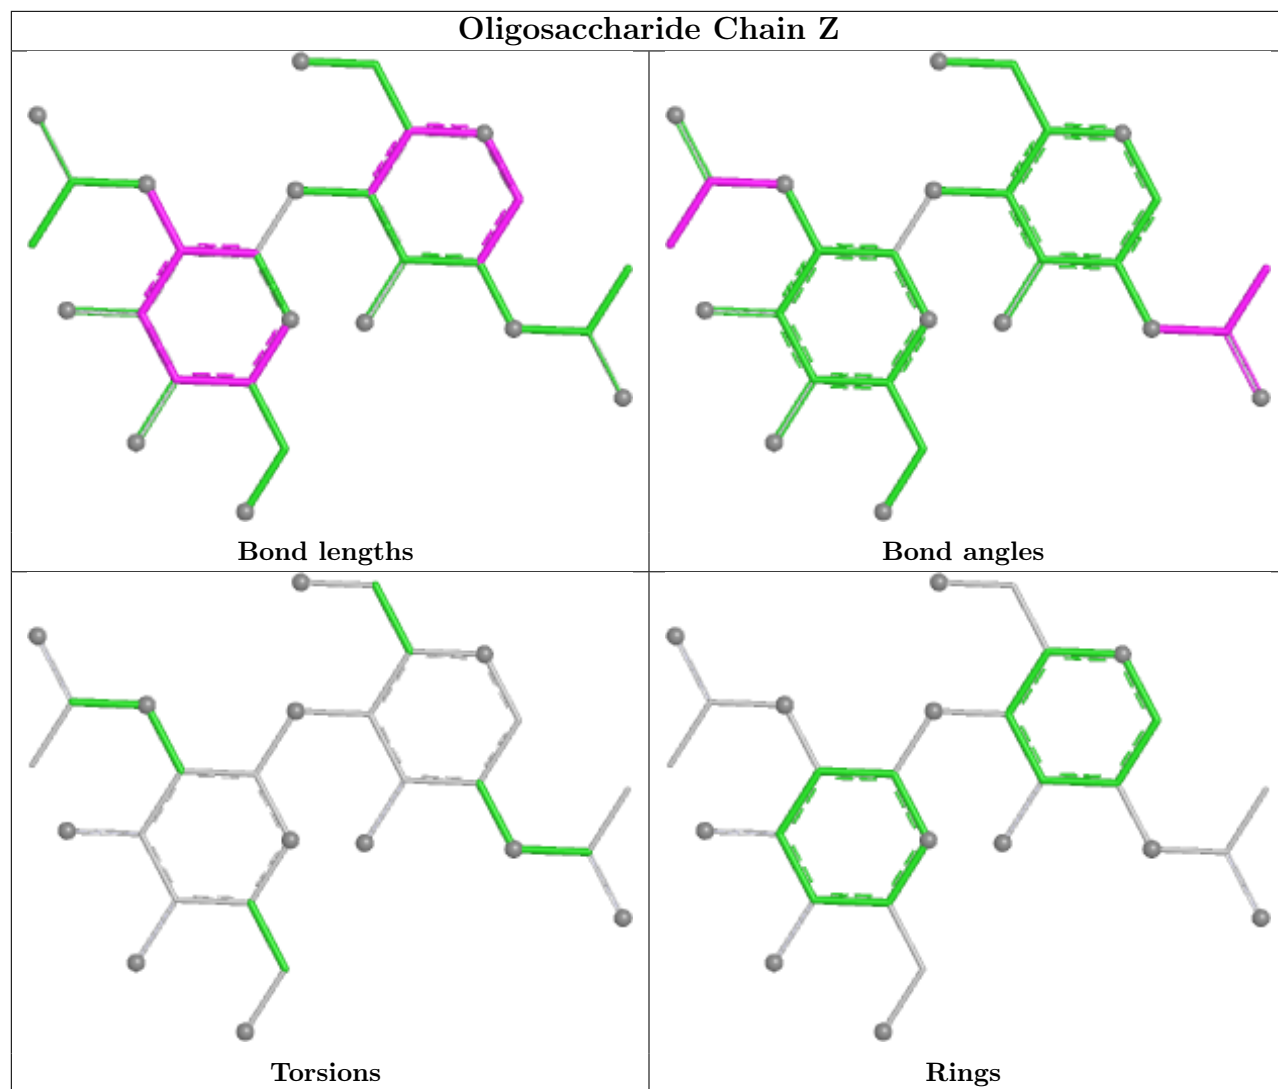 Oligosaccharide Chain Z
Bond lengths
Bond angles
Torsions
Rings